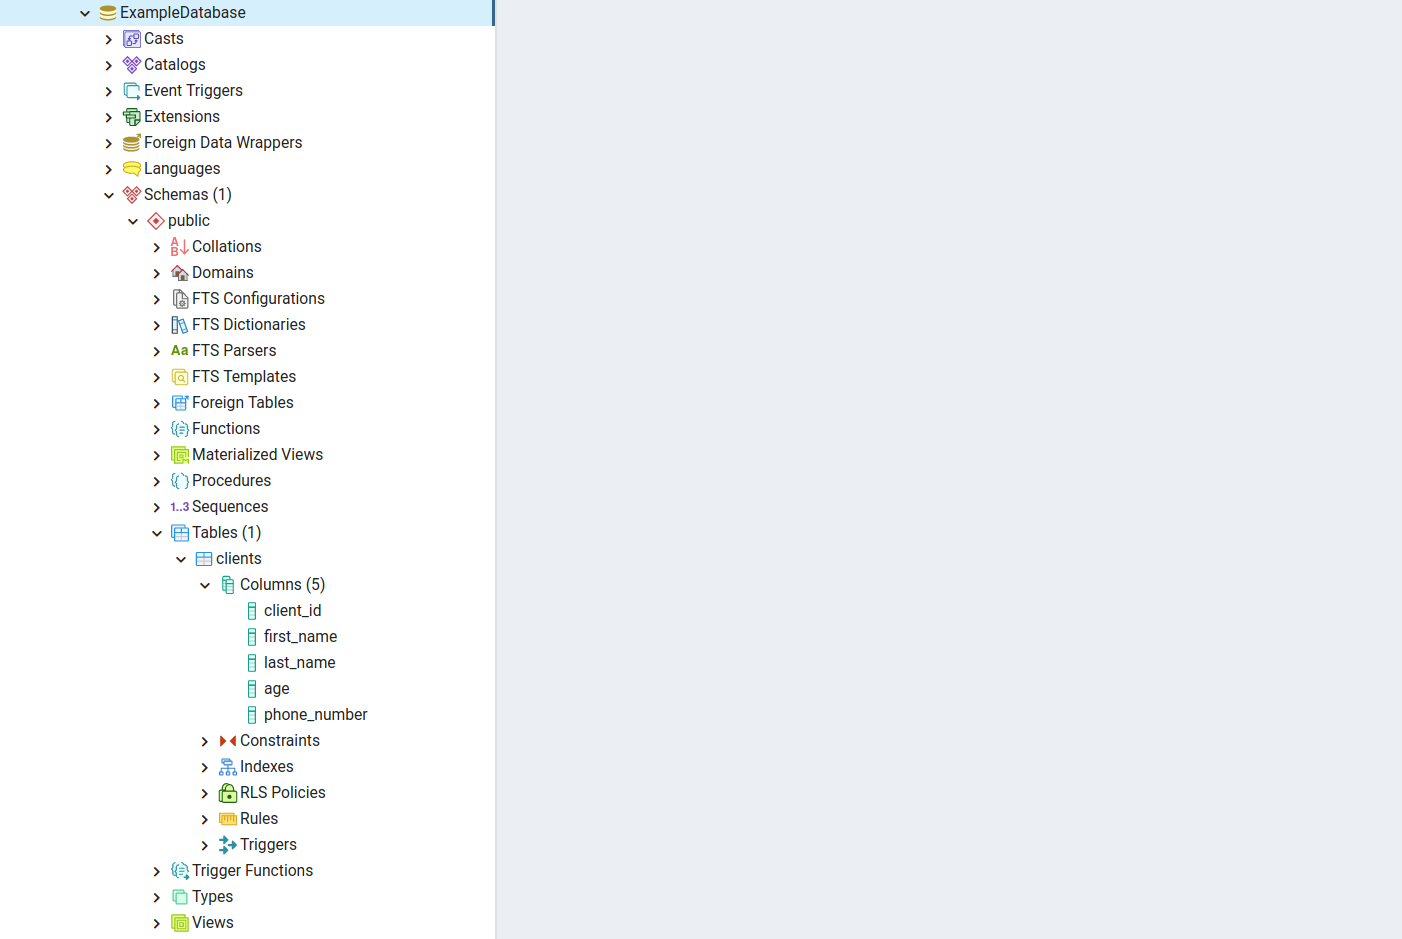 ExampleDatabase
Casts
Catalogs
Event Triggers
Extensions
Foreign Data Wrappers
Languages
Schemas (1)
public
Collations
Domains
FTS Configurations
FTS Dictionaries
Aa FTS Parsers
FTS Templates
Foreign Tables
Functions
Materialized Views
Procedures
1..3 Sequences
Tables (1)
clients
Columns (5)
client_id
first_name
last_name
age
phone_number
Constraints
Indexes
RLS Policies
Rules
Triggers
Trigger Functions
Types
Views